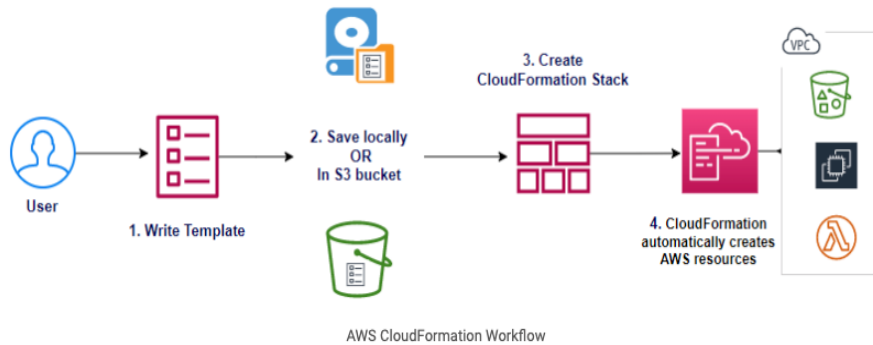 User
1. Write Template
2. Save locally
OR
In S3 bucket
3. Create
CloudFormation Stack
4. CloudFormation
automatically creates
AWS resources
VPC
AWS CloudFormation Workflow